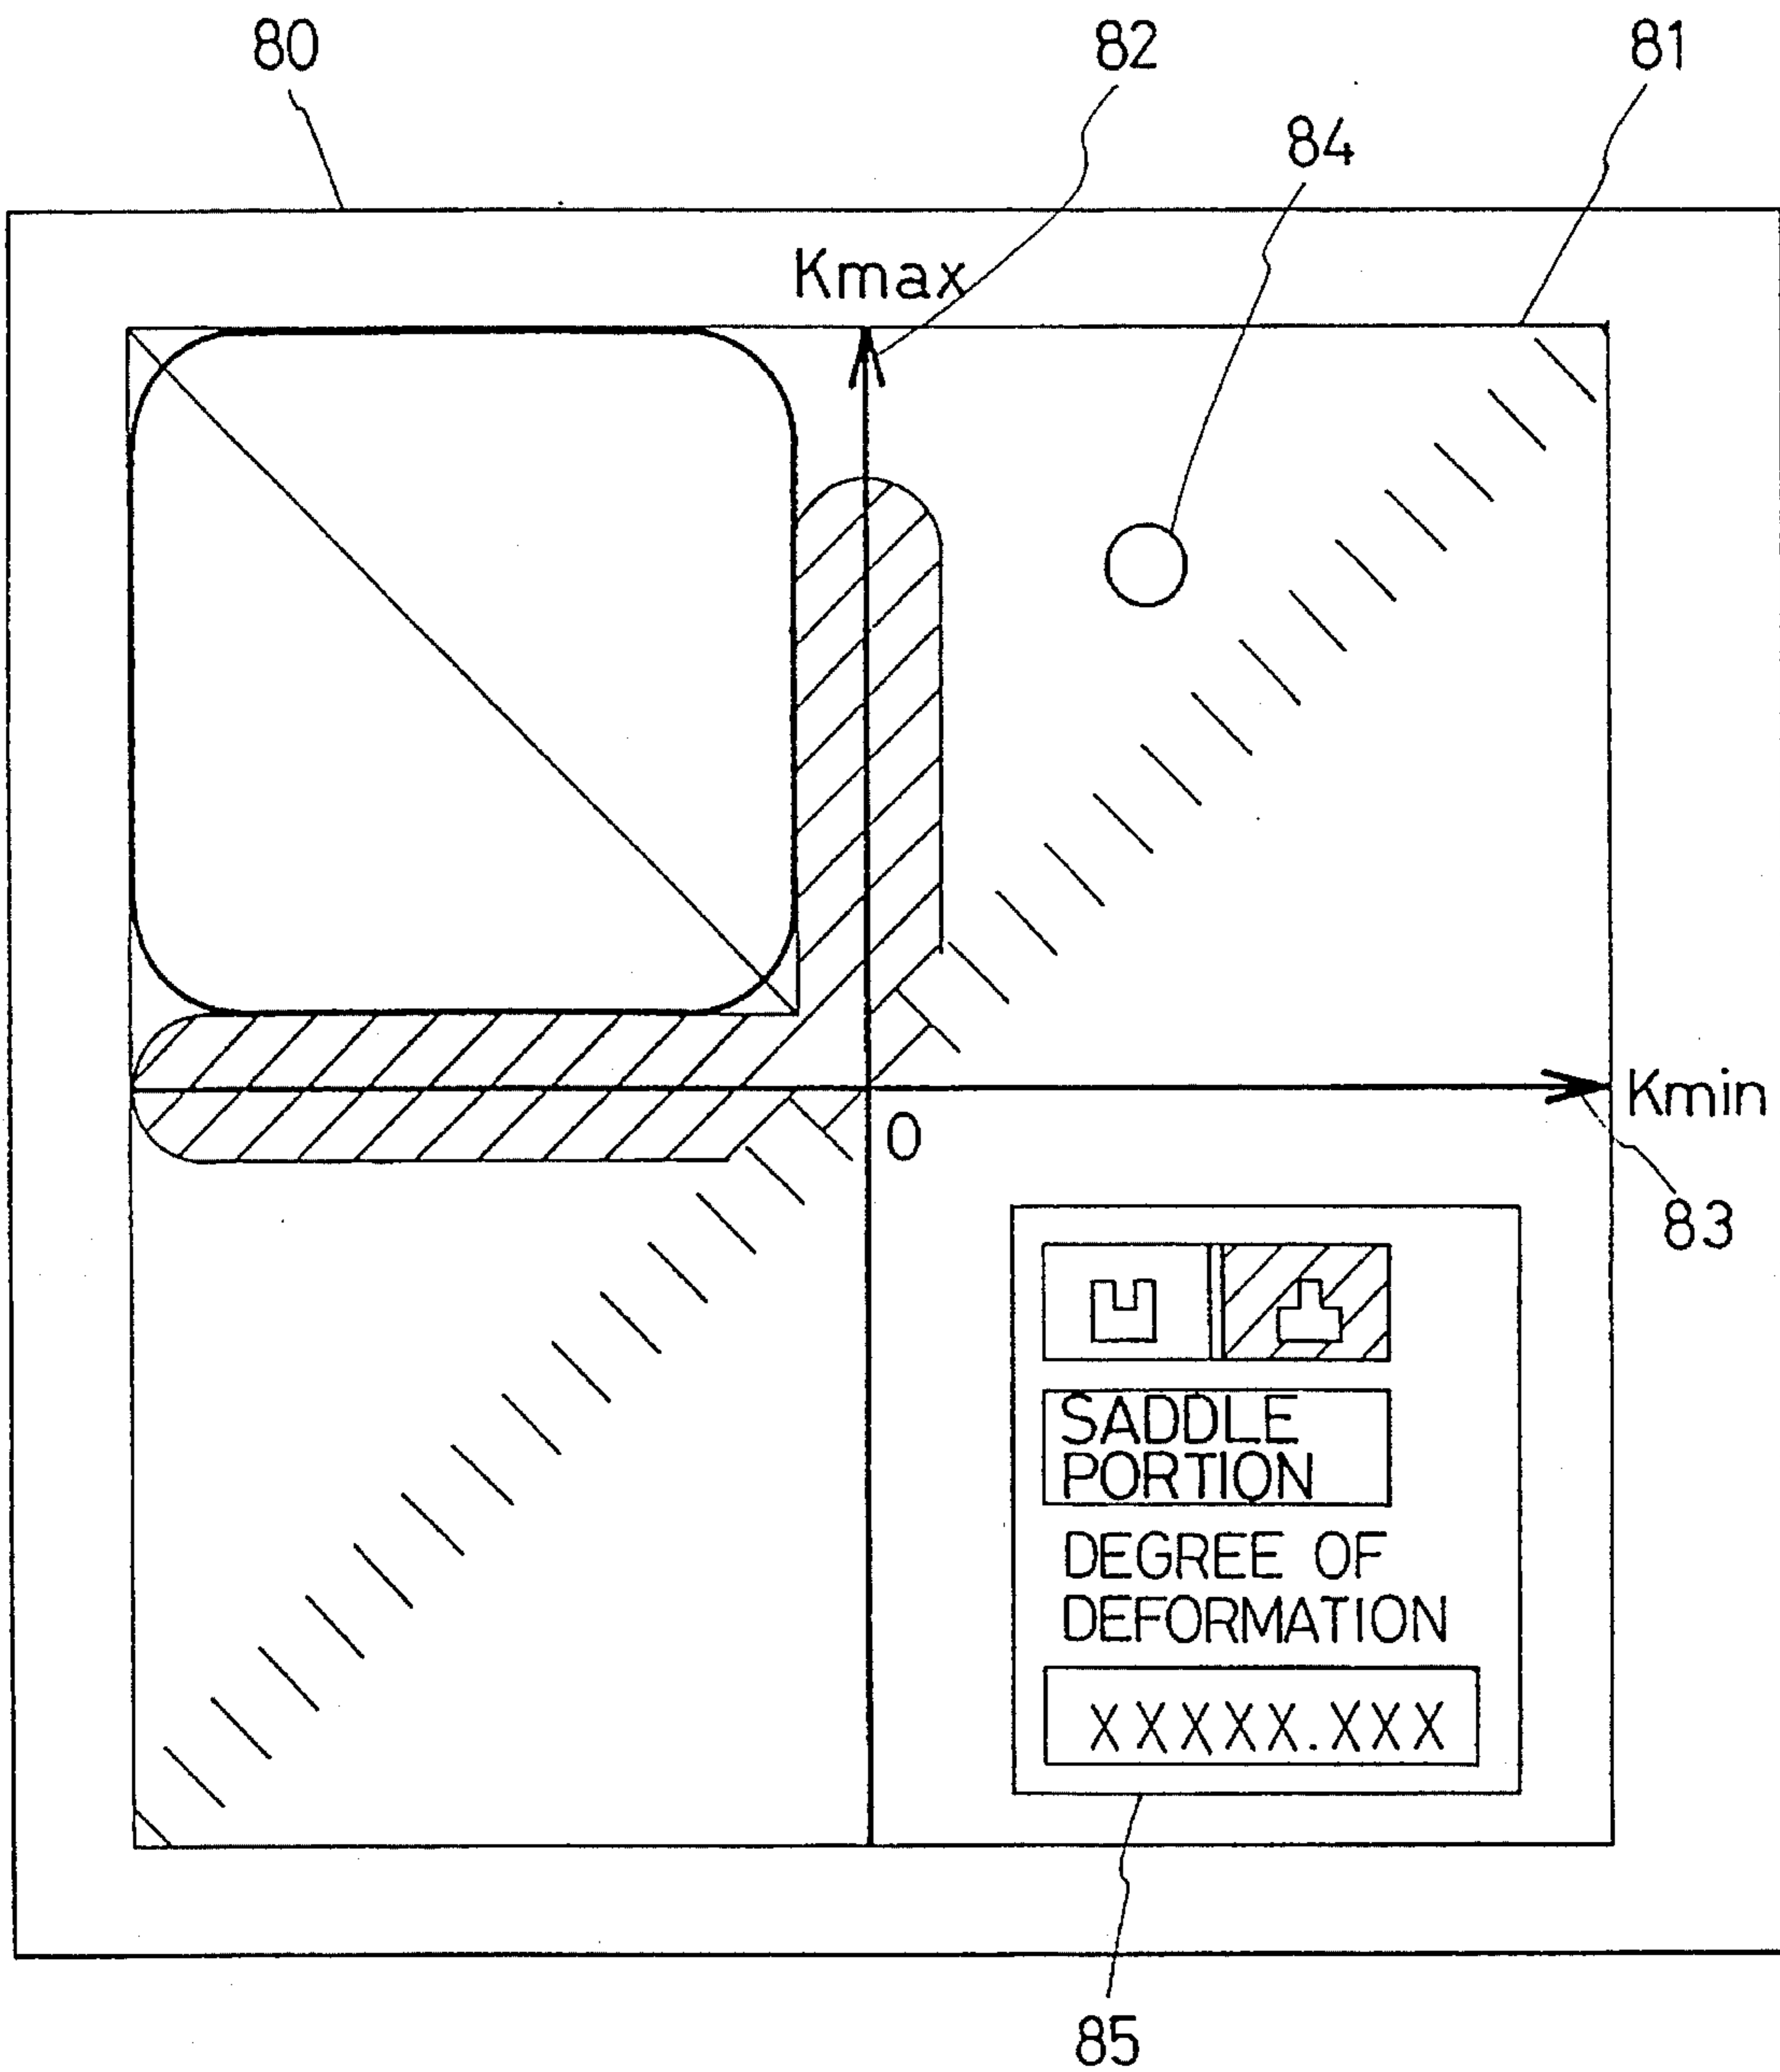 80
82
81
84
Kmax
Kmin
0
83
SADDLE
PORTION
DEGREE OF
DEFORMATION
XXXXX.XXX
85